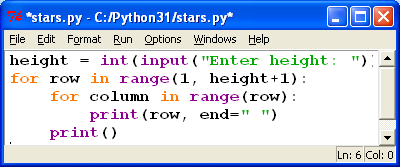 *stars.py - C:/Python31/stars.py*
File Edit Format Run Options Windows Help
height = int(input("Enter height: "))
for row in range(1, height+1):
    for column in range(row):
        print(row, end=" ")
    print()
Ln: 6 Col: 0